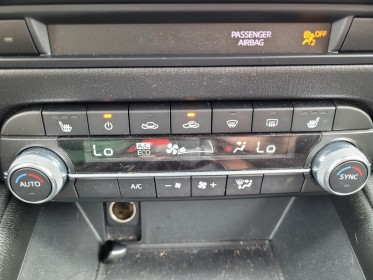 PASSENGER
AIRBAG
OFF
Lo
A/C
ECO
Lo
AUTO
A/C
SYNC